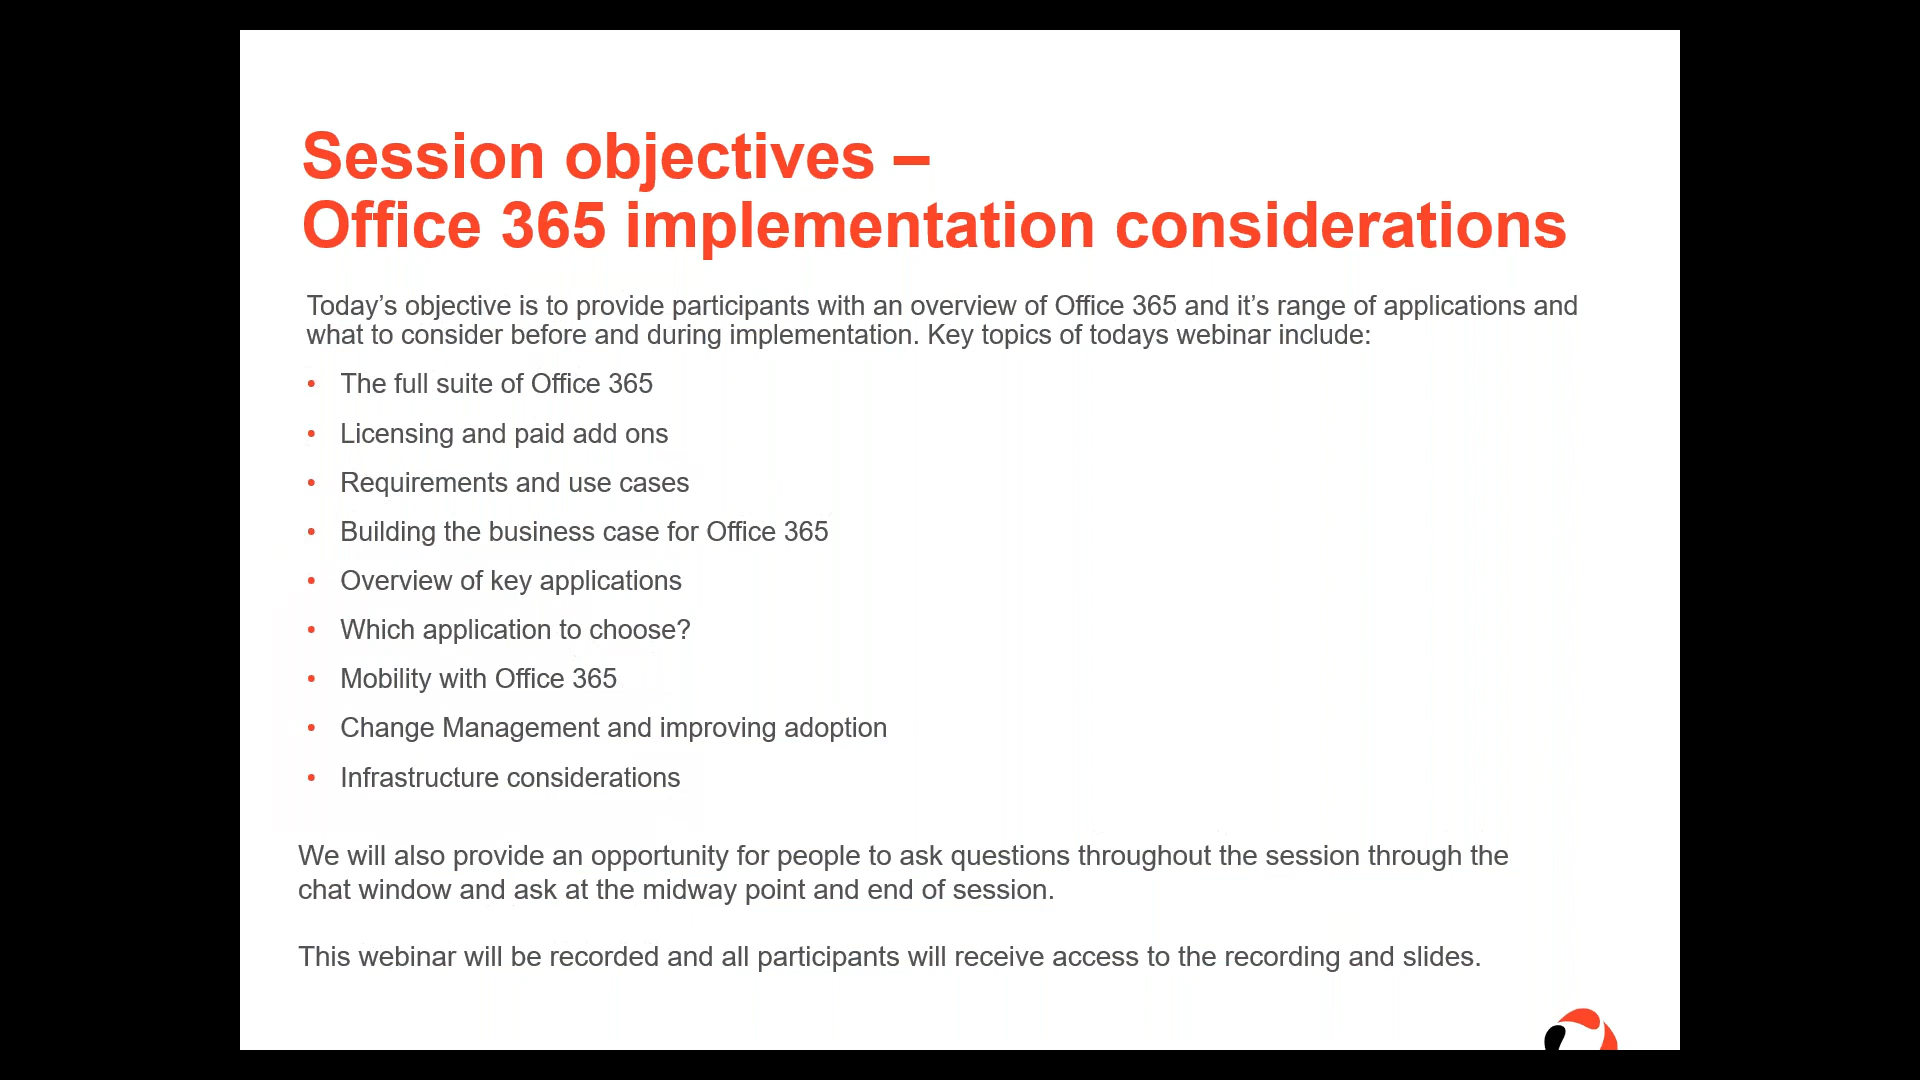 Session objectives –
Office 365 implementation considerations
Today’s objective is to provide participants with an overview of Office 365 and it’s range of applications and
what to consider before and during implementation. Key topics of todays webinar include:
• The full suite of Office 365
• Licensing and paid add ons
• Requirements and use cases
• Building the business case for Office 365
• Overview of key applications
• Which application to choose?
• Mobility with Office 365
• Change Management and improving adoption
• Infrastructure considerations
We will also provide an opportunity for people to ask questions throughout the session through the
chat window and ask at the midway point and end of session.
This webinar will be recorded and all participants will receive access to the recording and slides.